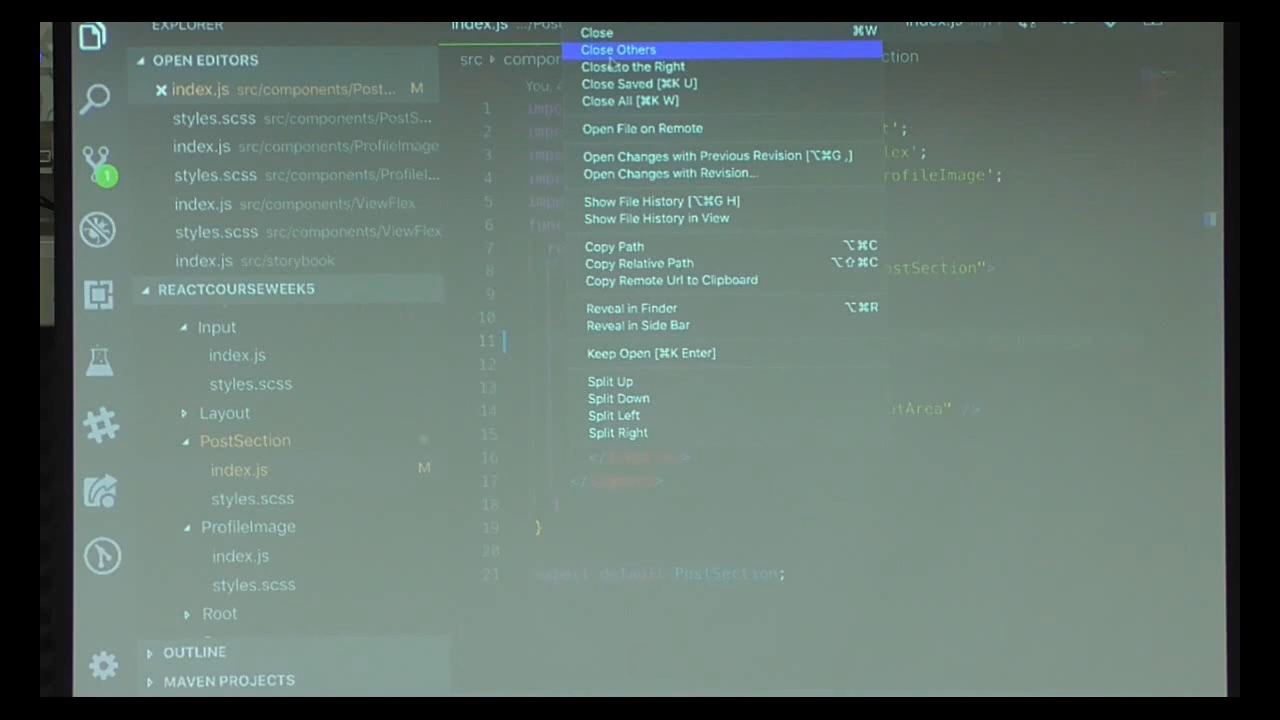 EXPLORER
OPEN EDITORS
index.js src/components/Post... M
styles.scss src/components/PostS...
index.js src/components/ProfileImage
styles.scss src/components/ProfileI...
index.js src/components/ViewFlex
styles.scss src/components/ViewFlex
index.js src/storybook
REACTCOURSEWEEK5
Input
index.js
styles.scss
Layout
PostSection
index.js M
styles.scss
ProfileImage
index.js
styles.scss
Root
OUTLINE
MAVEN PROJECTS
1
index.js
src
Close ⌘W
Close Others
Close to the Right
Close Saved [⌘K U]
Close All [⌘K W]
Open File on Remote
Open Changes with Previous Revision [⌥⌘G ,]
Open Changes with Revision...
Show File History [⌥⌘G H]
Show File History in View
Copy Path ⌥⌘C
Copy Relative Path ⌥⇧⌘C
Copy Remote Url to Clipboard
Reveal in Finder ⌥⌘R
Reveal in Side Bar
Keep Open [⌘K Enter]
Split Up
Split Down
Split Left
Split Right
1
2 ';
3 ';
4 rofileImage';
5
6
7
8 stSection">
9
10
11
12
13
14 Area" />
15
16
17
18
19 }
20
21 export default PostSection;